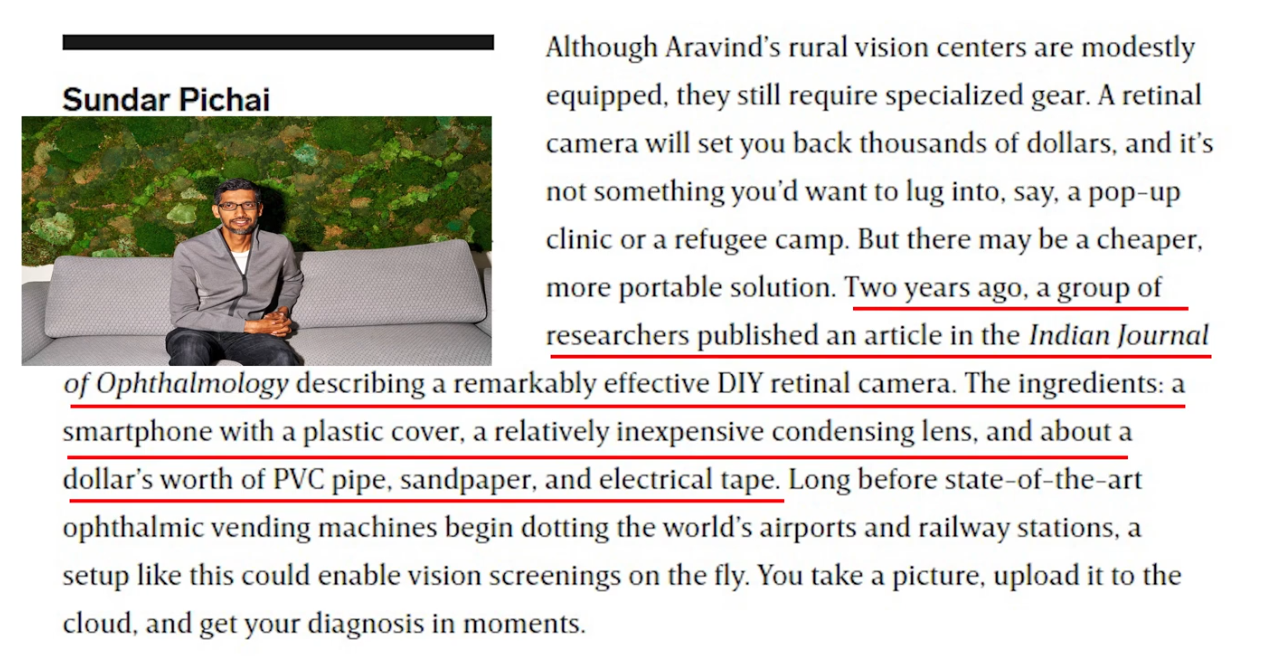 Sundar Pichai
Although Aravind’s rural vision centers are modestly
equipped, they still require specialized gear. A retinal
camera will set you back thousands of dollars, and it’s
not something you’d want to lug into, say, a pop-up
clinic or a refugee camp. But there may be a cheaper,
more portable solution. Two years ago, a group of
researchers published an article in the Indian Journal
of Ophthalmology describing a remarkably effective DIY retinal camera. The ingredients: a
smartphone with a plastic cover, a relatively inexpensive condensing lens, and about a
dollar’s worth of PVC pipe, sandpaper, and electrical tape. Long before state-of-the-art
ophthalmic vending machines begin dotting the world’s airports and railway stations, a
setup like this could enable vision screenings on the fly. You take a picture, upload it to the
cloud, and get your diagnosis in moments.